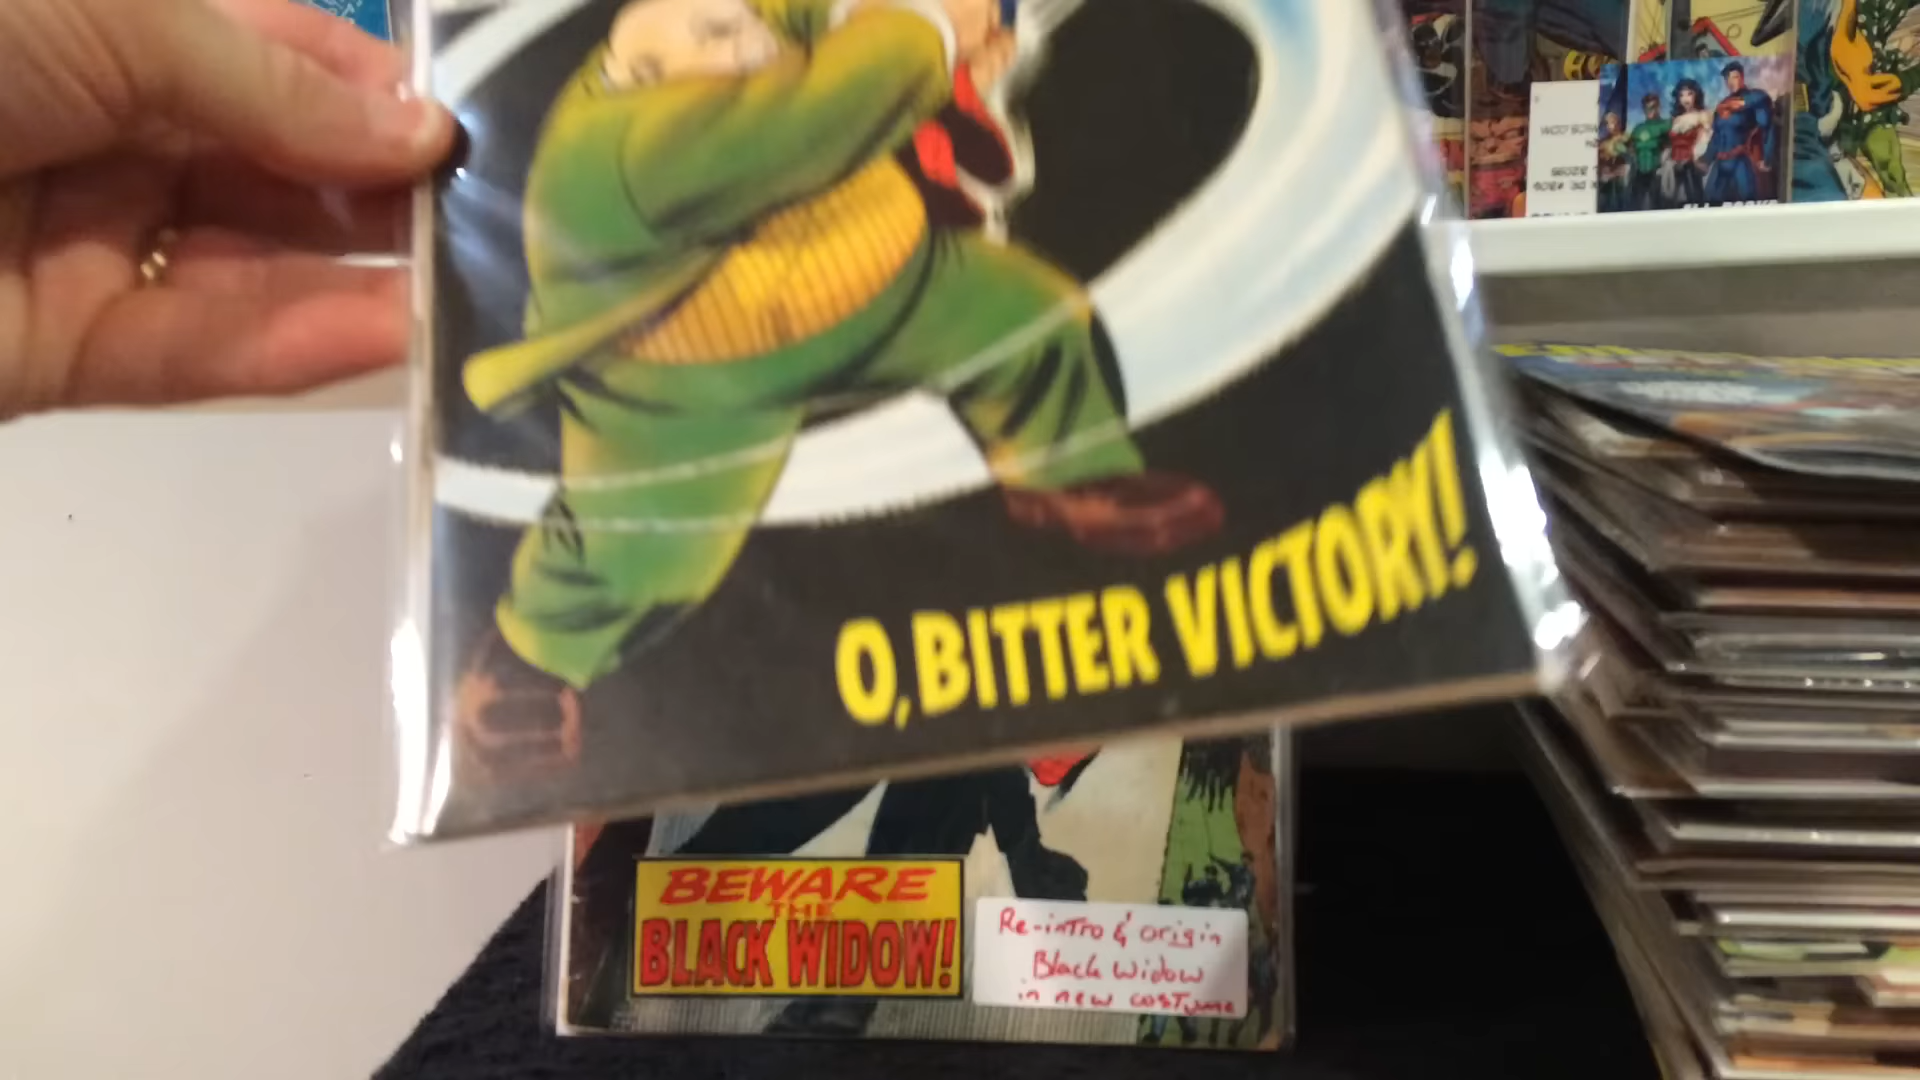 O, BITTER VICTORY!
BEWARE
THE
BLACK WIDOW!
Re-intro & origin
Black Widow
in new costume